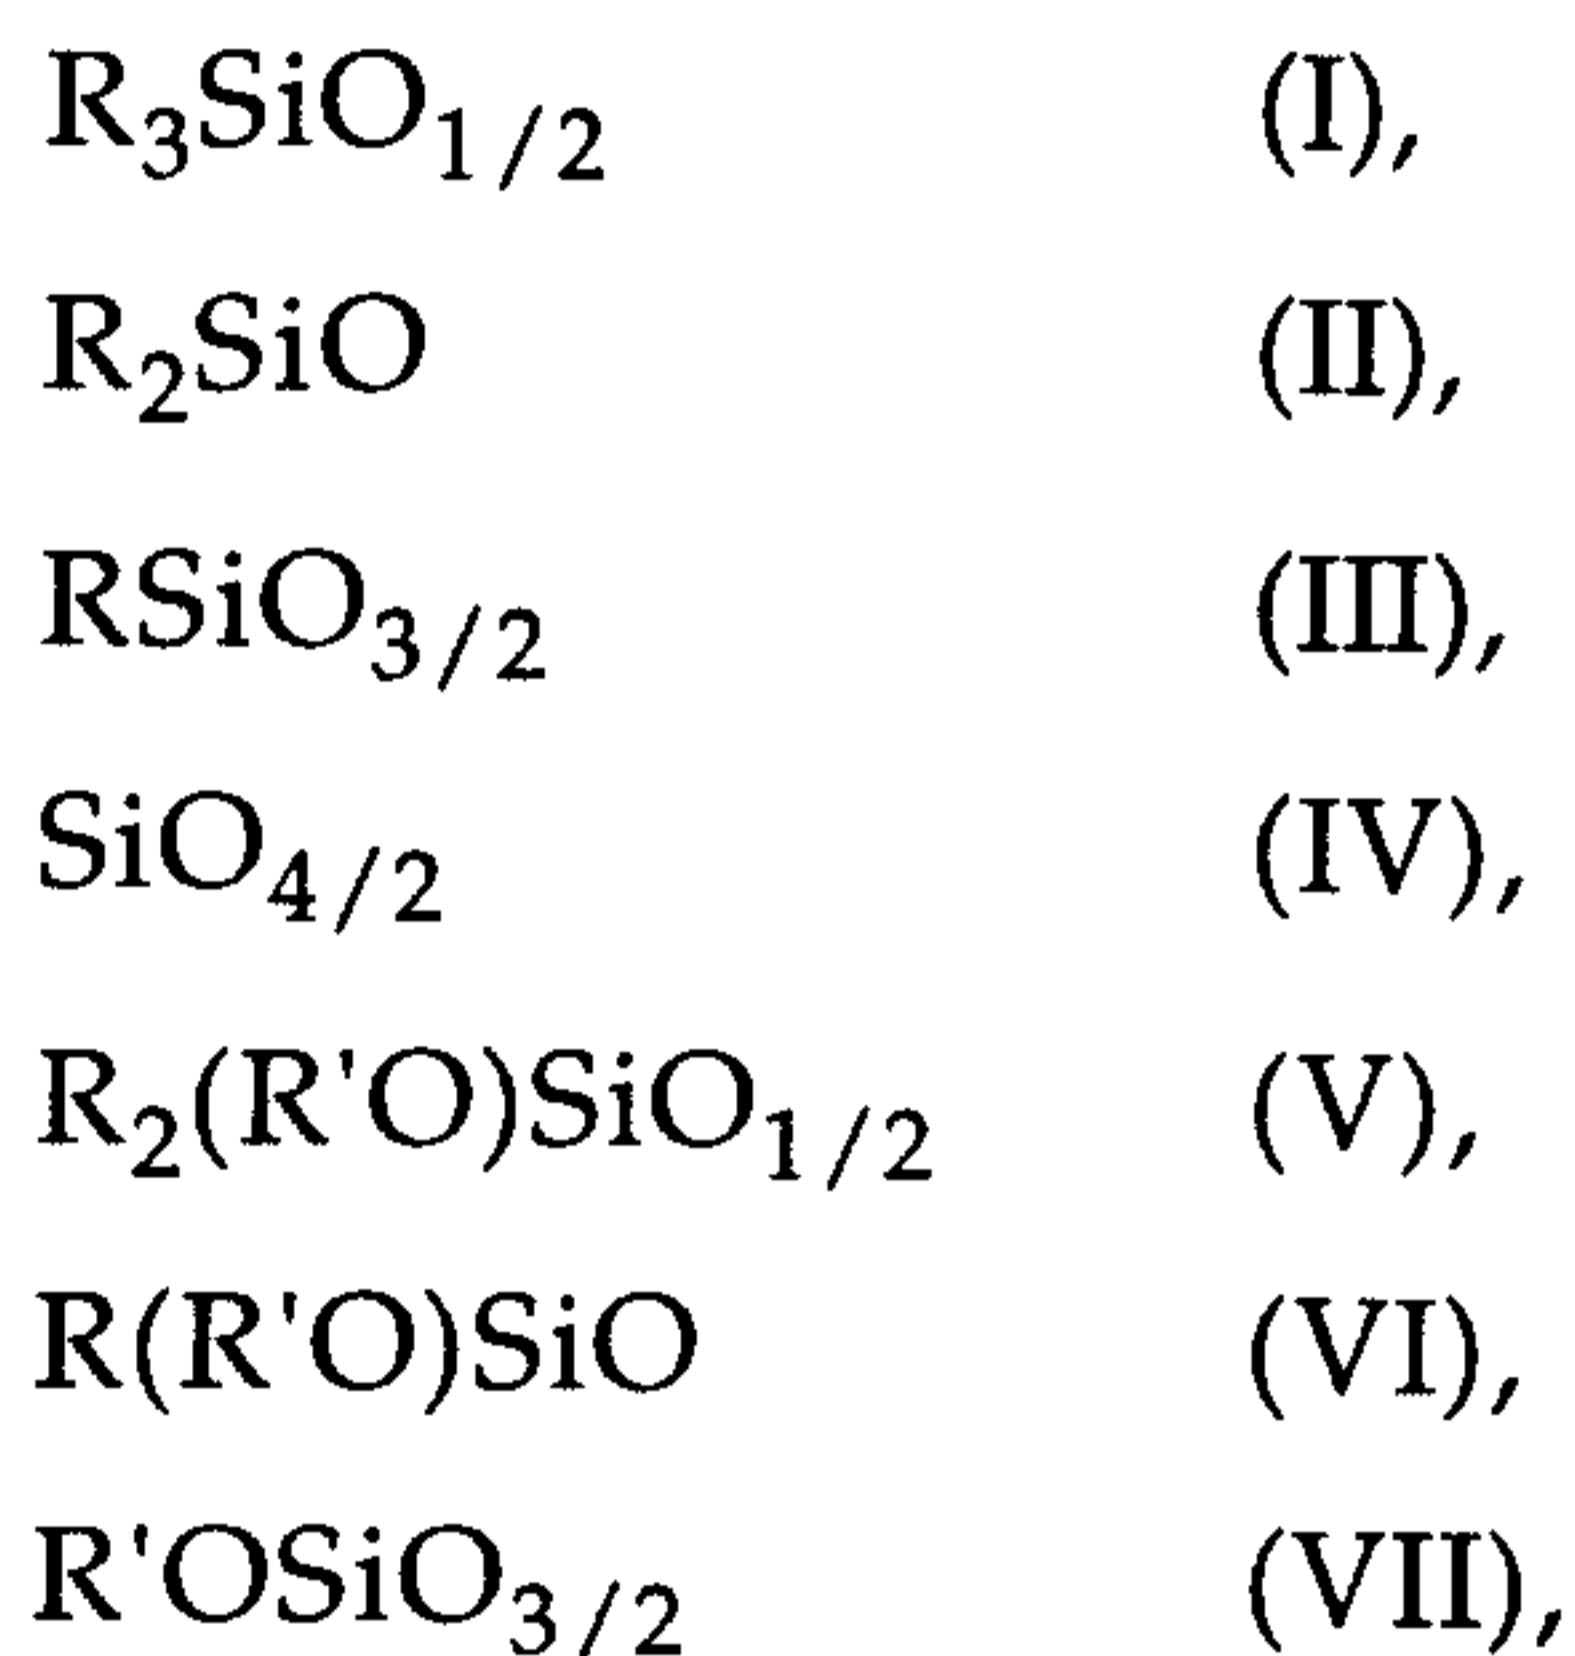 R₃SiO₁/₂ (I),
R₂SiO (II),
RSiO₃/₂ (III),
SiO₄/₂ (IV),
R₂(R'O)SiO₁/₂ (V),
R(R'O)SiO (VI),
R'OSiO₃/₂ (VII),